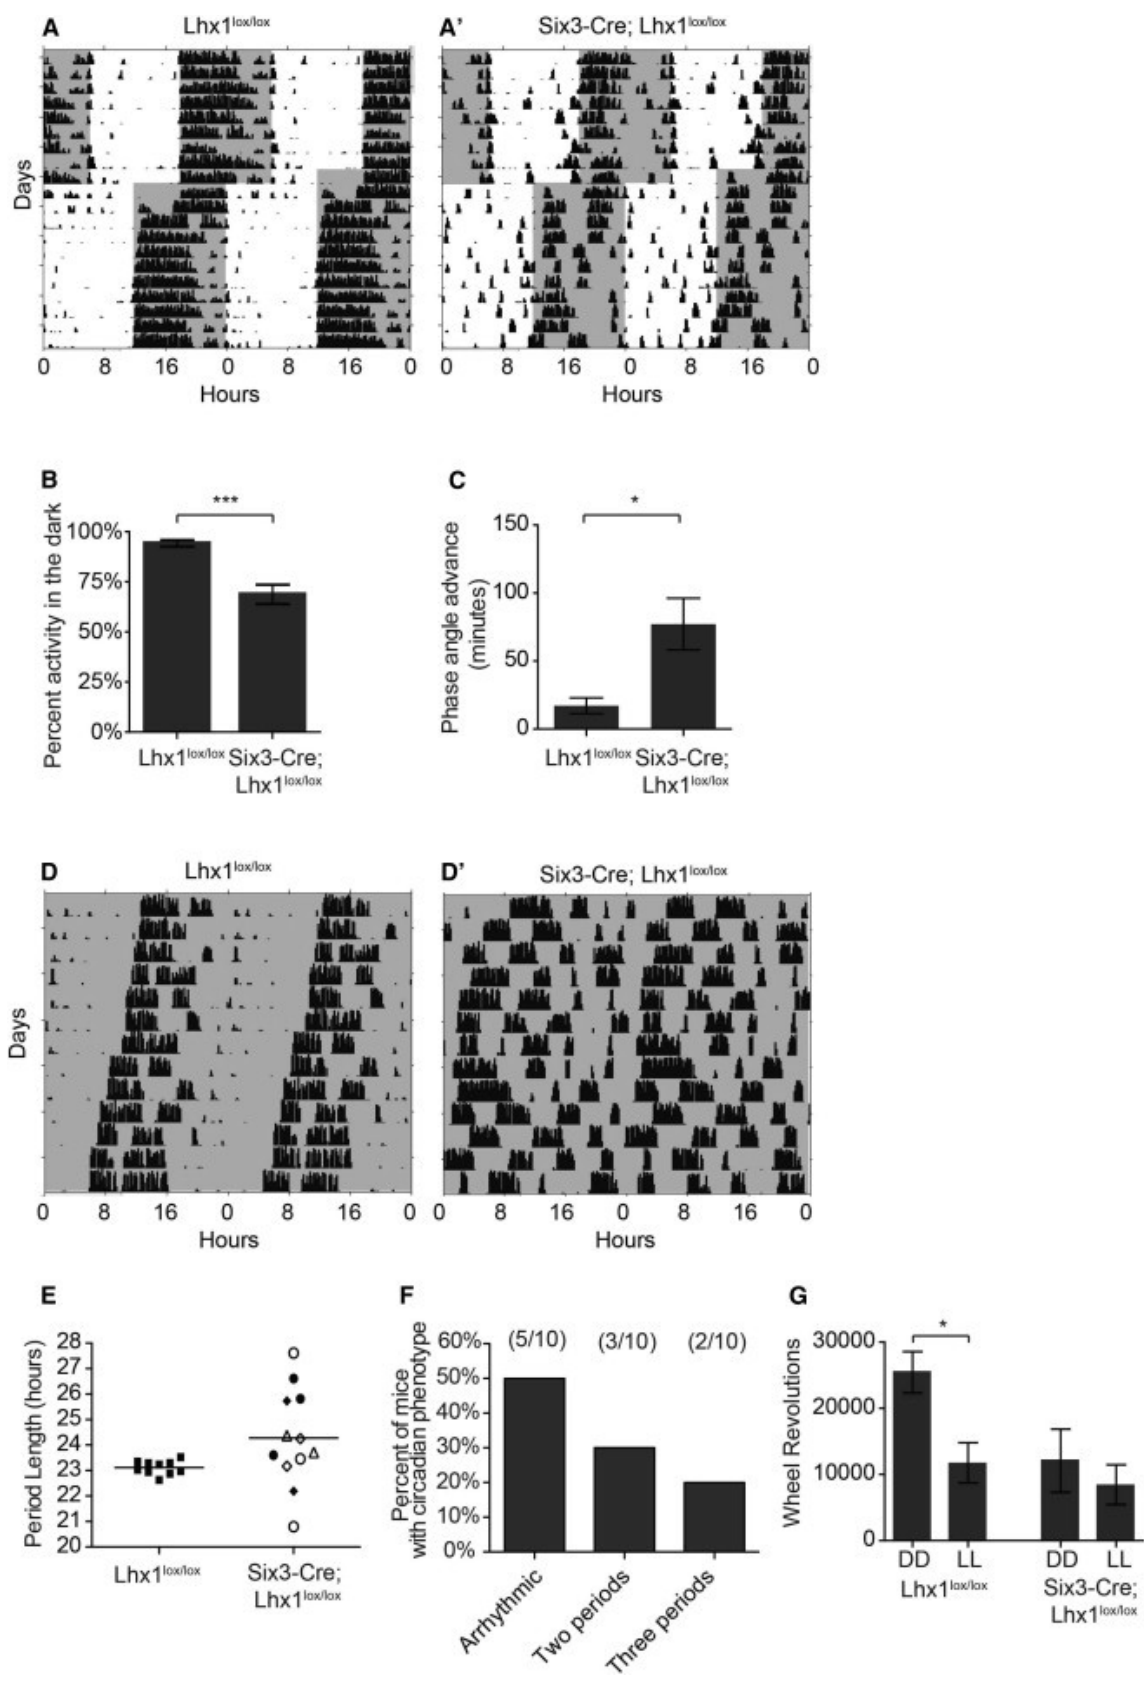 A
Lhx1lox/lox
A'
Six3-Cre; Lhx1lox/lox
Days
0 8 16 0 8 16 0
Hours
0 8 16 0 8 16 0
Hours
B
Percent activity in the dark
***
100%
75%
50%
25%
0%
Lhx1lox/lox Six3-Cre;
Lhx1lox/lox
C
Phase angle advance
(minutes)
*
150
100
50
0
Lhx1lox/lox Six3-Cre;
Lhx1lox/lox
D
Lhx1lox/lox
D'
Six3-Cre; Lhx1lox/lox
Days
0 8 16 0 8 16 0
Hours
0 8 16 0 8 16 0
Hours
E
Period Length (hours)
28
27
26
25
24
23
22
21
20
Lhx1lox/lox
Six3-Cre;
Lhx1lox/lox
F
Percent of mice
with circadian phenotype
60%
50%
40%
30%
20%
10%
0%
(5/10) (3/10) (2/10)
Arrhythmic
Two periods
Three periods
G
Wheel Revolutions
30000
20000
10000
0
*
DD LL DD LL
Lhx1lox/lox
Six3-Cre;
Lhx1lox/lox